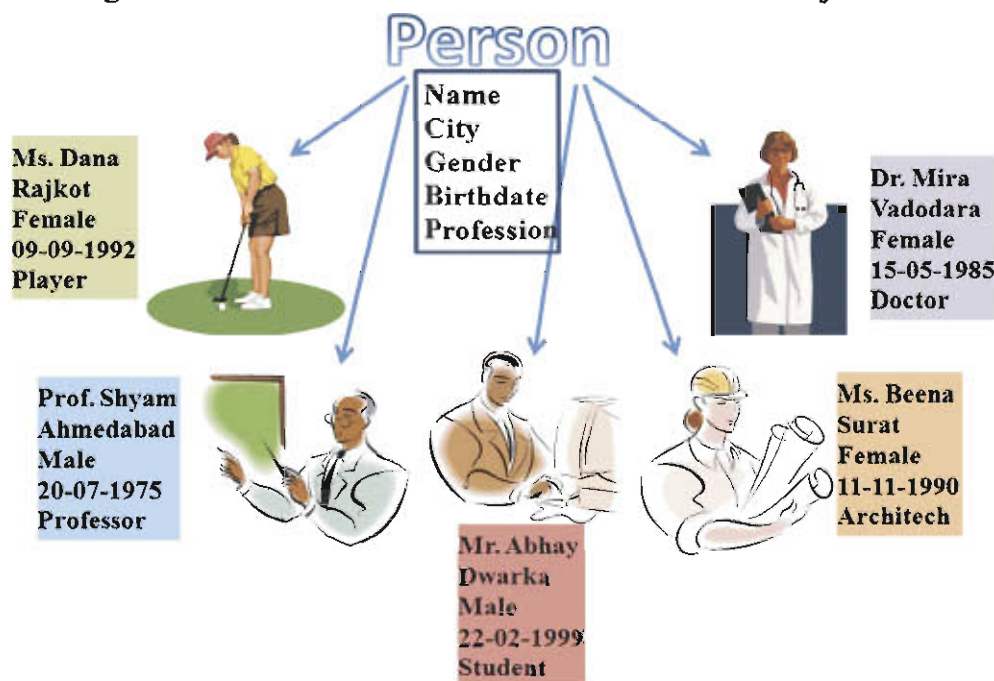 Person
Name
City
Gender
Birthdate
Profession
Ms. Dana
Rajkot
Female
09-09-1992
Player
Dr. Mira
Vadodara
Female
15-05-1985
Doctor
Prof. Shyam
Ahmedabad
Male
20-07-1975
Professor
Mr. Abhay
Dwarka
Male
22-02-1999
Student
Ms. Beena
Surat
Female
11-11-1990
Architech